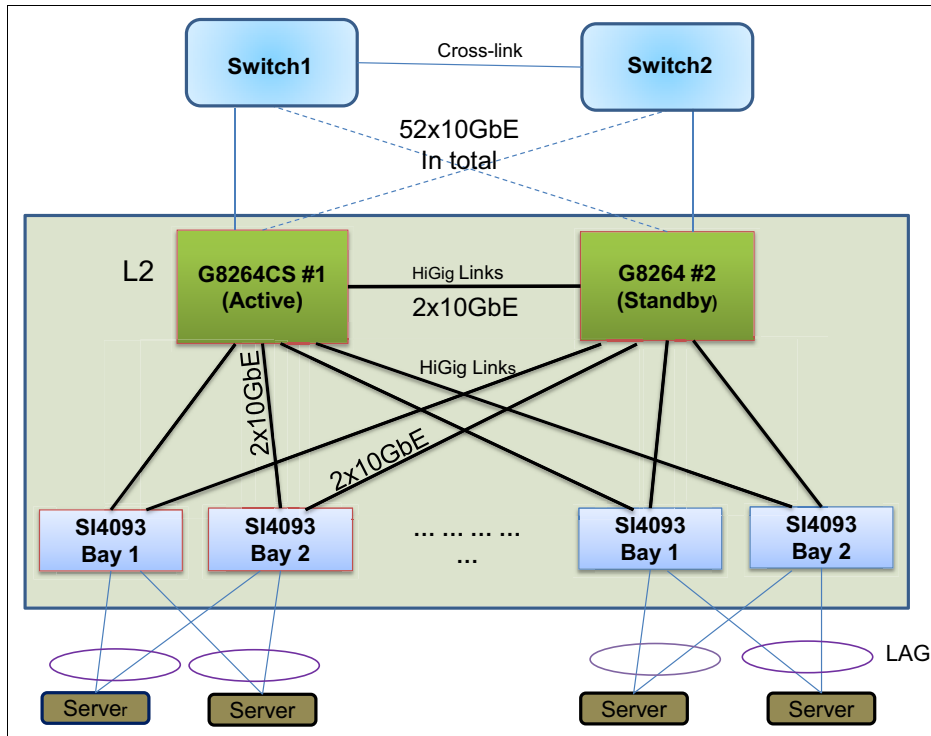 Switch1
Cross-link
Switch2
52x10GbE
In total
L2
G8264CS #1
(Active)
HiGig Links
2x10GbE
G8264 #2
(Standby)
HiGig Links
2x10GbE
2x10GbE
SI4093
Bay 1
SI4093
Bay 2
... ... ... ...
...
SI4093
Bay 1
SI4093
Bay 2
LAG
Server
Server
Server
Server